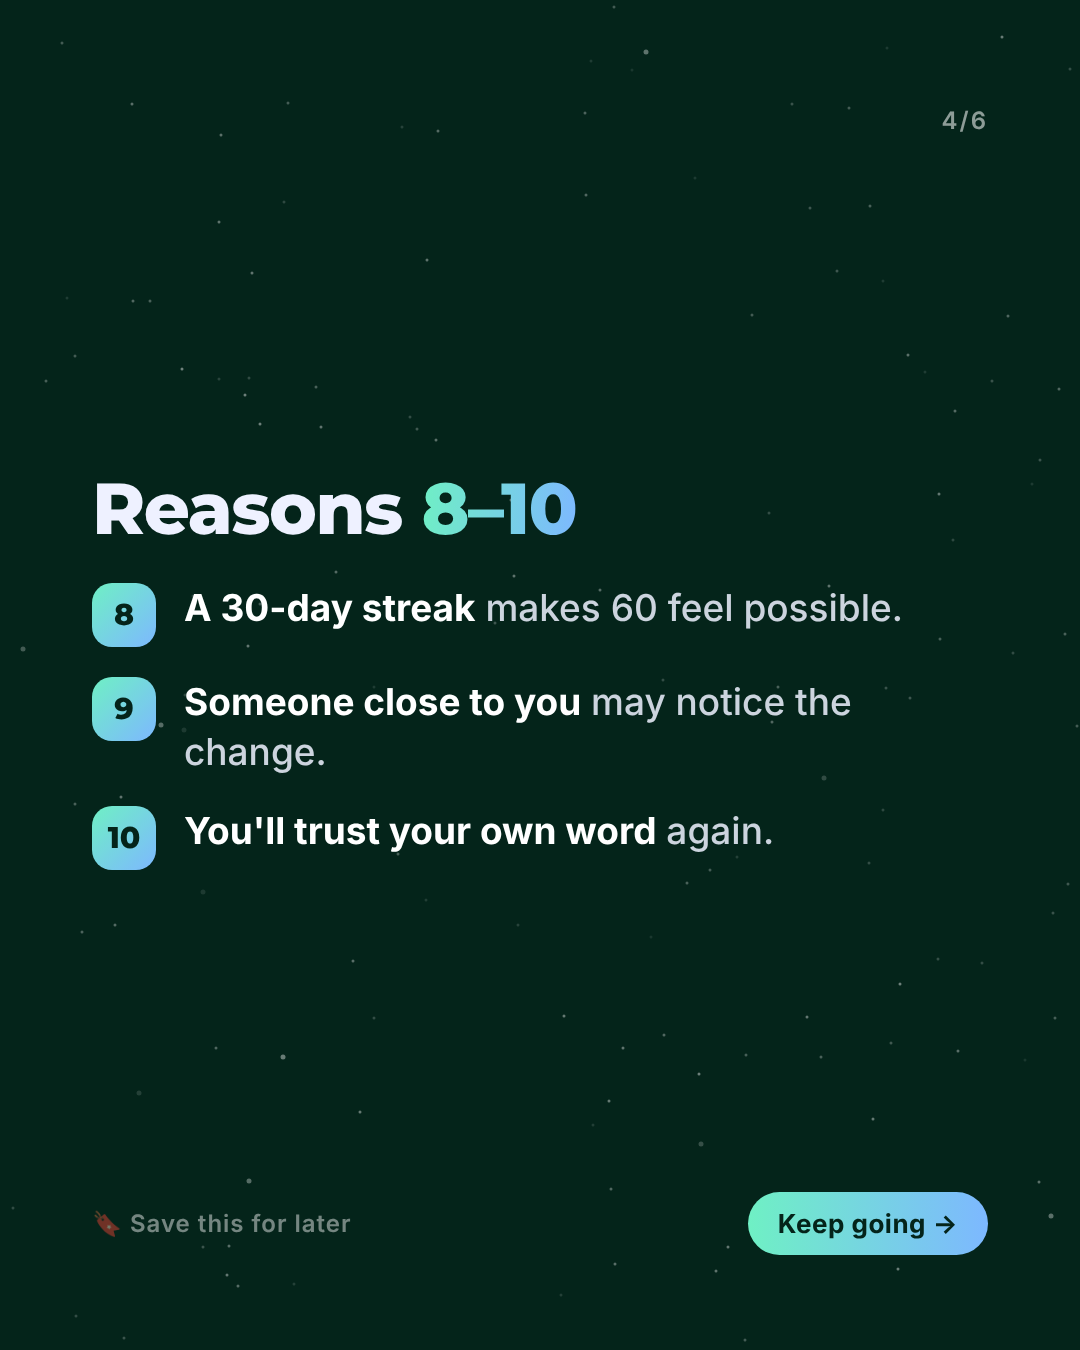 4/6
Reasons 8–10
8 A 30-day streak makes 60 feel possible.
9 Someone close to you may notice the
change.
10 You'll trust your own word again.
🔖 Save this for later
Keep going →